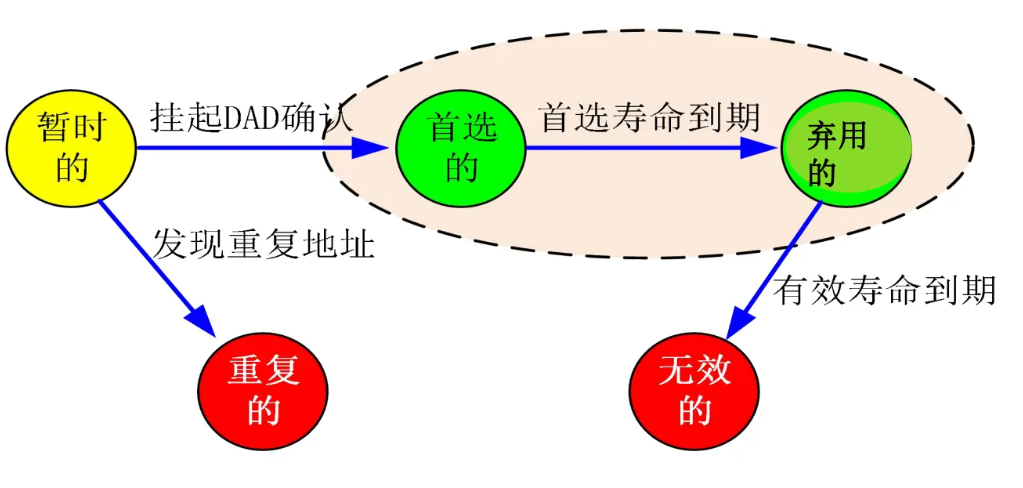 暂时
的
挂起DAD确认
首选
的
首选寿命到期
弃用
的
发现重复地址
有效寿命到期
重复
的
无效
的